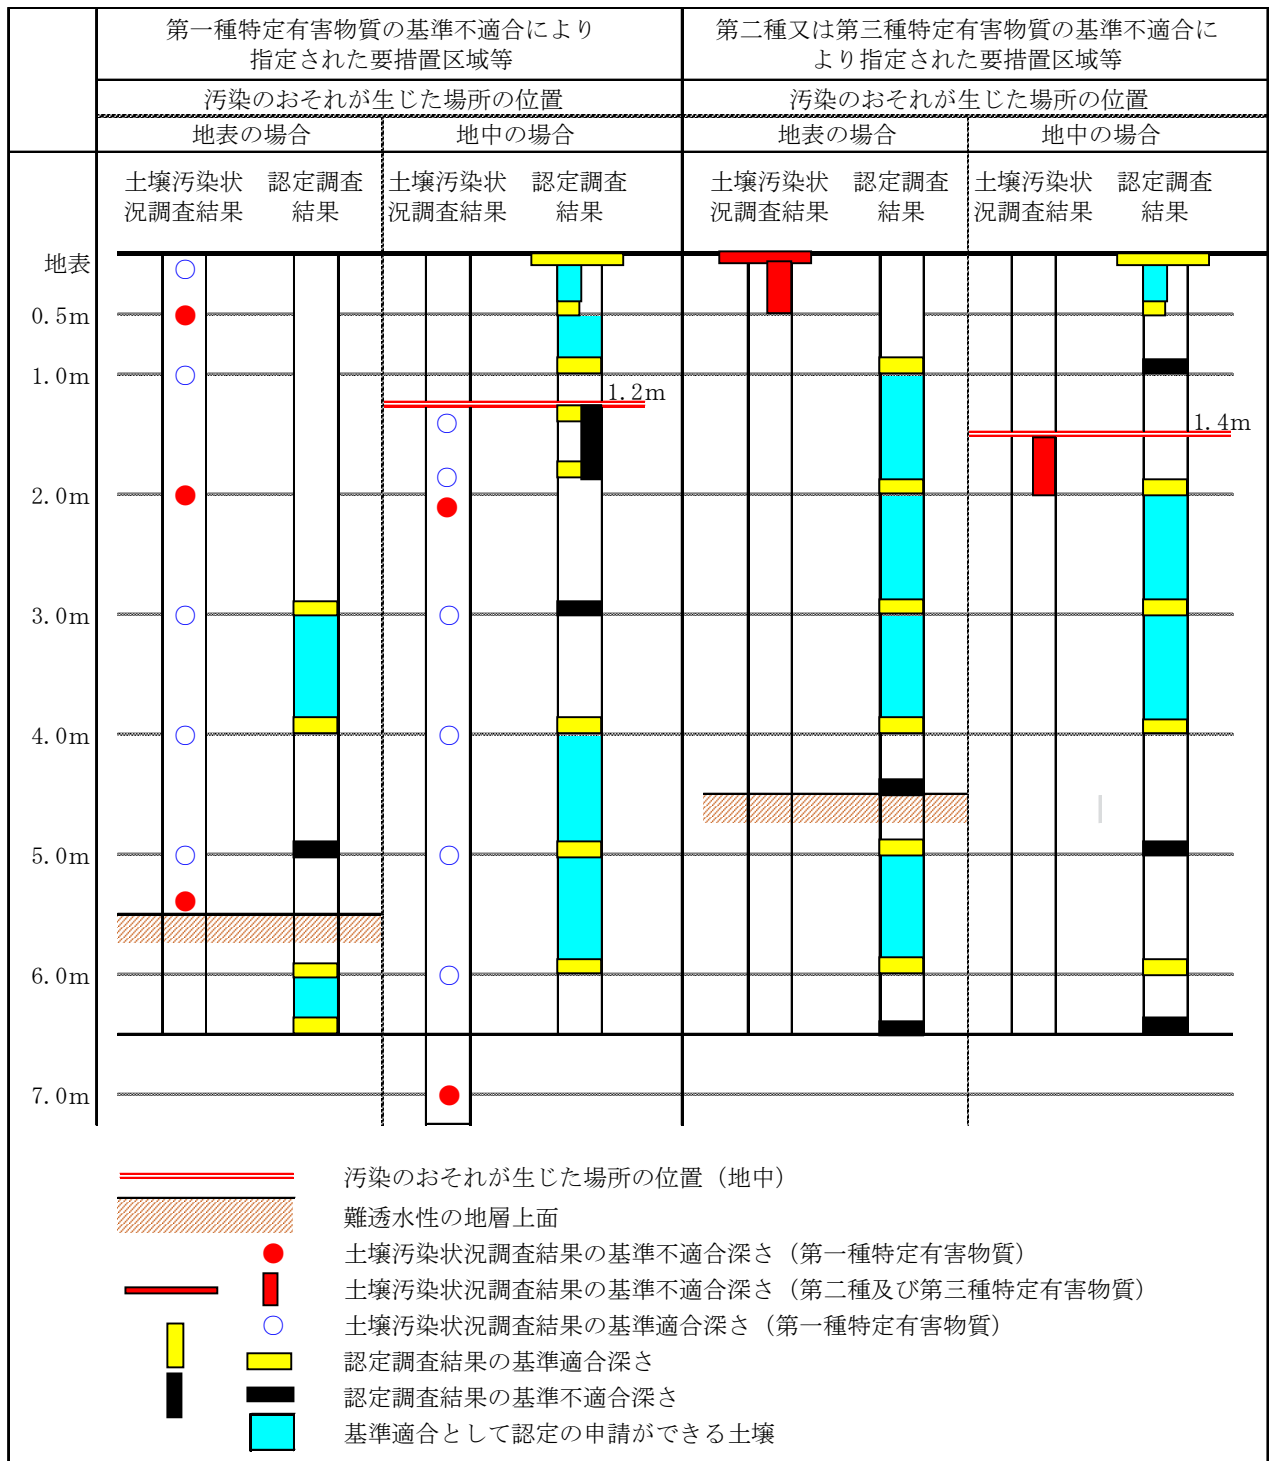 第一種特定有害物質の基準不適合により
指定された要措置区域等
第二種又は第三種特定有害物質の基準不適合に
より指定された要措置区域等
汚染のおそれが生じた場所の位置
汚染のおそれが生じた場所の位置
地表の場合
地中の場合
地表の場合
地中の場合
土壌汚染状
況調査結果
認定調査
結果
土壌汚染状
況調査結果
認定調査
結果
土壌汚染状
況調査結果
認定調査
結果
土壌汚染状
況調査結果
認定調査
結果
地表
0.5m
1.0m
1.2m
1.4m
2.0m
3.0m
4.0m
5.0m
6.0m
7.0m
汚染のおそれが生じた場所の位置（地中）
難透水性の地層上面
土壌汚染状況調査結果の基準不適合深さ（第一種特定有害物質）
土壌汚染状況調査結果の基準不適合深さ（第二種及び第三種特定有害物質）
土壌汚染状況調査結果の基準適合深さ（第一種特定有害物質）
認定調査結果の基準適合深さ
認定調査結果の基準不適合深さ
基準適合として認定の申請ができる土壌